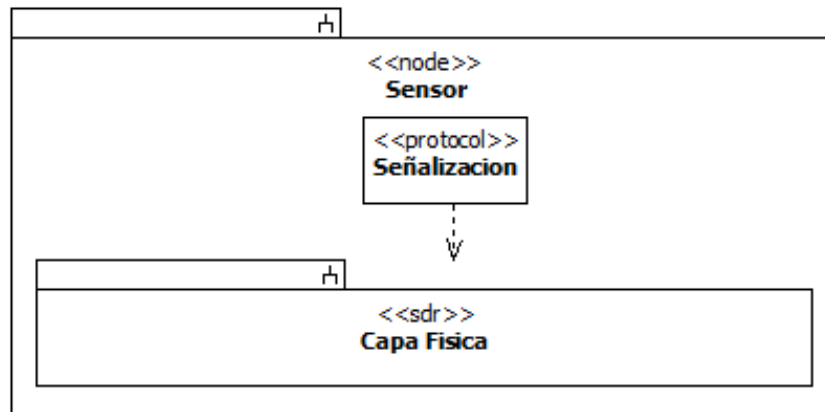 <<node>>
Sensor
<<protocol>>
Señalizacion
<<sdr>>
Capa Fisica